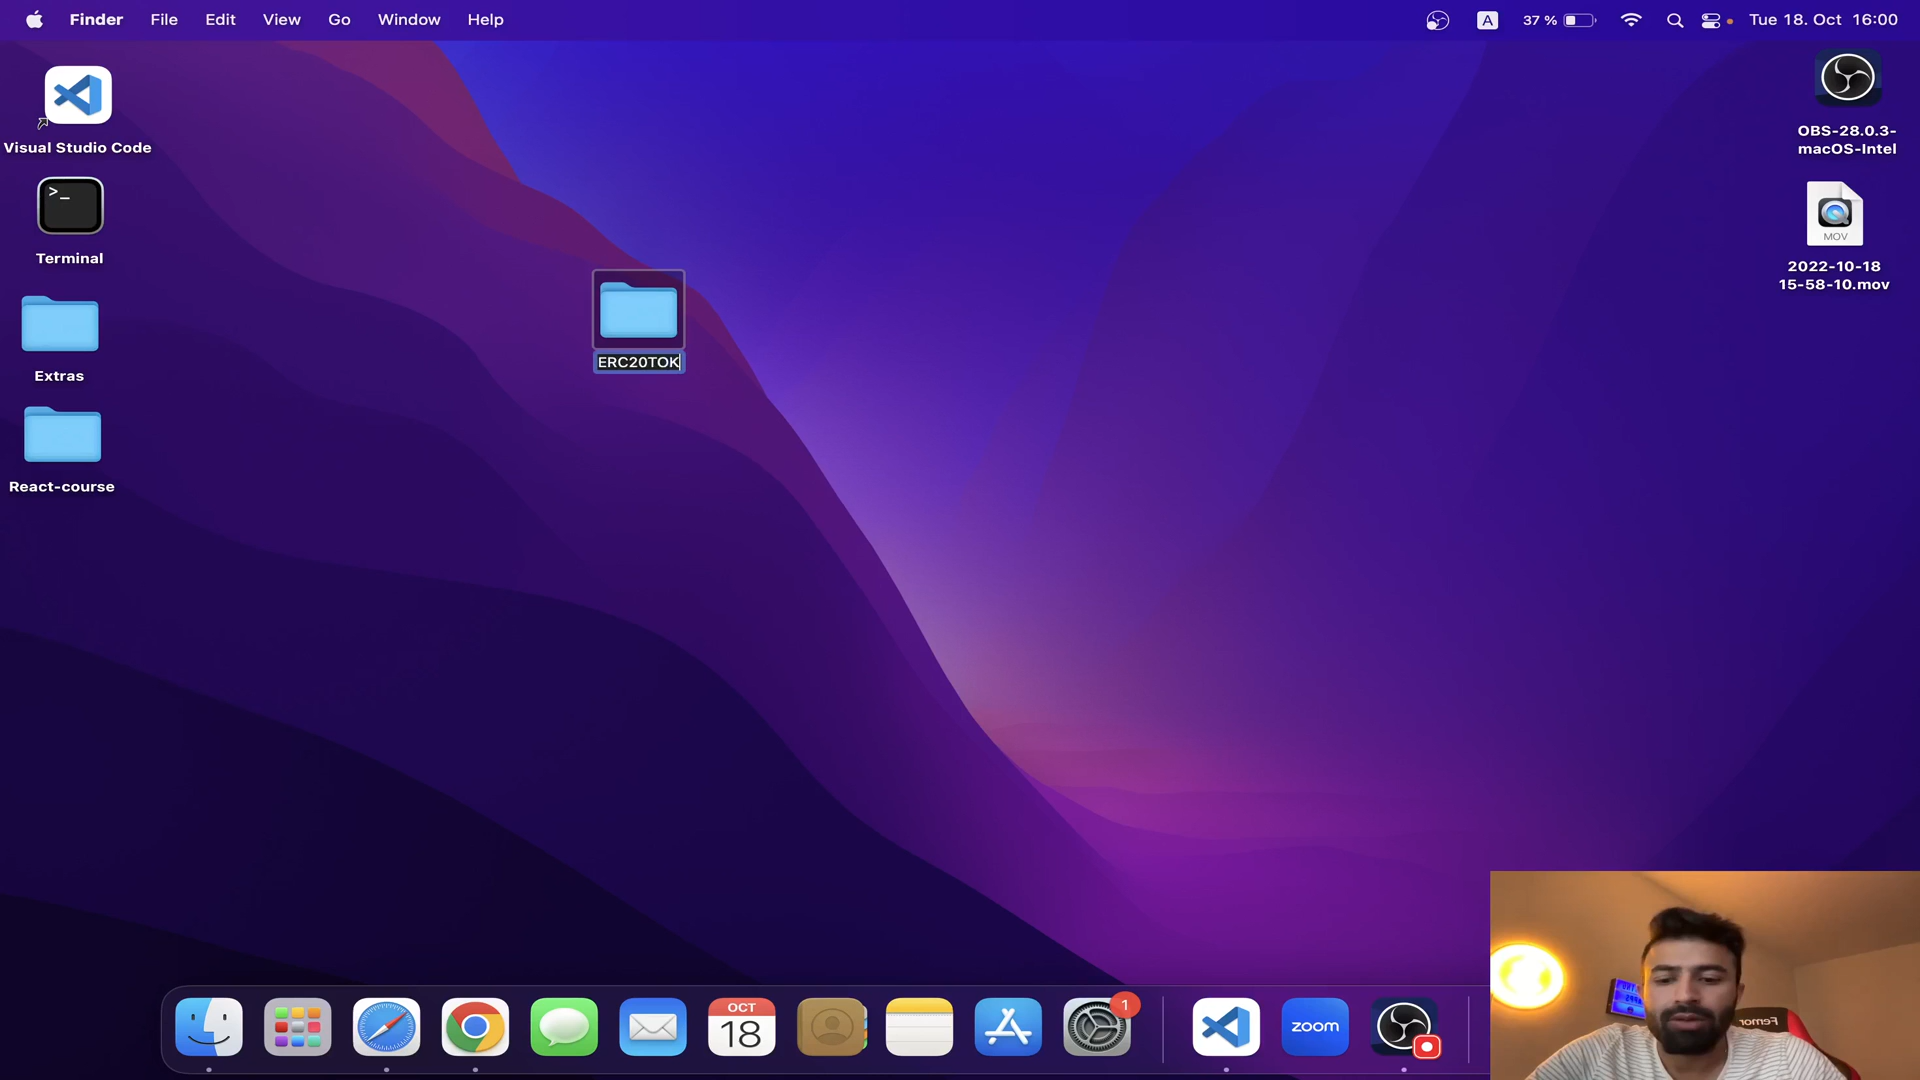 Finder File Edit View Go Window Help
A 37 % Tue 18. Oct 16:00
Visual Studio Code
>_
Terminal
Extras
React-course
ERC20TOK
OBS-28.0.3-
macOS-Intel
MOV
2022-10-18
15-58-10.mov
OCT
18
1
zoom